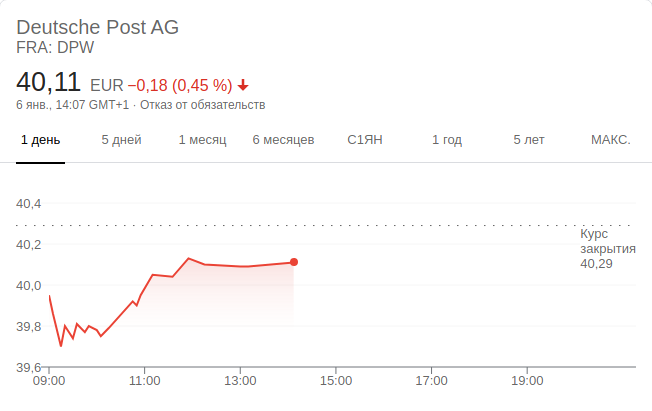 Deutsche Post AG
FRA: DPW
40,11 EUR −0,18 (0,45 %)
6 янв., 14:07 GMT+1 · Отказ от обязательств
1 день 5 дней 1 месяц 6 месяцев С1ЯН 1 год 5 лет МАКС.
40,4
Курс
40,2
закрытия
40,29
40,0
39,8
39,6
09:00 11:00 13:00 15:00 17:00 19:00